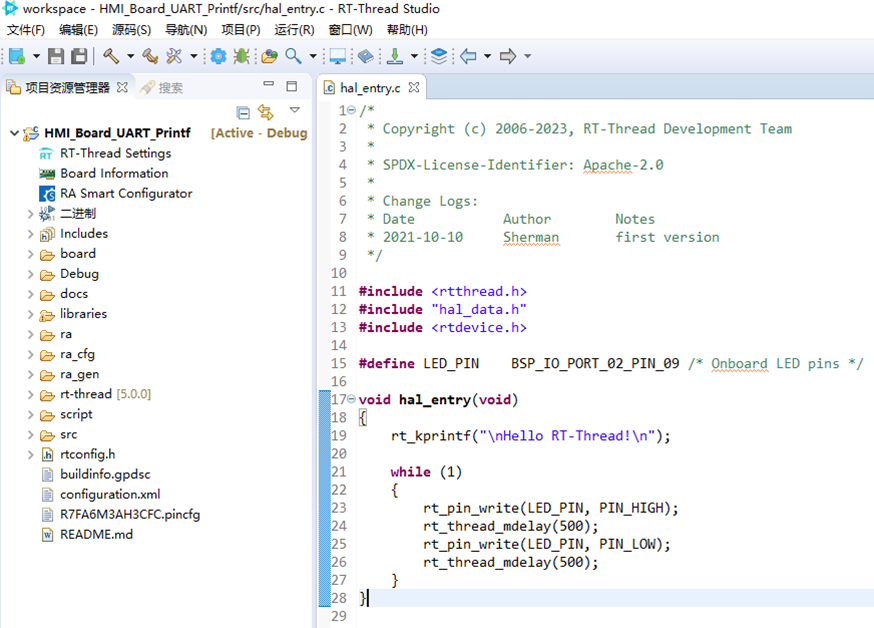 workspace - HMI_Board_UART_Printf/src/hal_entry.c - RT-Thread Studio
文件(F) 编辑(E) 源码(S) 导航(N) 项目(P) 运行(R) 窗口(W) 帮助(H)
项目资源管理器 搜索
HMI_Board_UART_Printf [Active - Debug
RT-Thread Settings
Board Information
RA Smart Configurator
二进制
Includes
board
Debug
docs
libraries
ra
ra_cfg
ra_gen
rt-thread [5.0.0]
script
src
rtconfig.h
buildinfo.gpdsc
configuration.xml
R7FA6M3AH3CFC.pincfg
README.md
hal_entry.c
1 /*
2 * Copyright (c) 2006-2023, RT-Thread Development Team
3 *
4 * SPDX-License-Identifier: Apache-2.0
5 *
6 * Change Logs:
7 * Date Author Notes
8 * 2021-10-10 Sherman first version
9 */
10
11 #include <rtthread.h>
12 #include "hal_data.h"
13 #include <rtdevice.h>
14
15 #define LED_PIN BSP_IO_PORT_02_PIN_09 /* Onboard LED pins */
16
17 void hal_entry(void)
18 {
19 rt_kprintf("\nHello RT-Thread!\n");
20
21 while (1)
22 {
23 rt_pin_write(LED_PIN, PIN_HIGH);
24 rt_thread_mdelay(500);
25 rt_pin_write(LED_PIN, PIN_LOW);
26 rt_thread_mdelay(500);
27 }
28 }
29